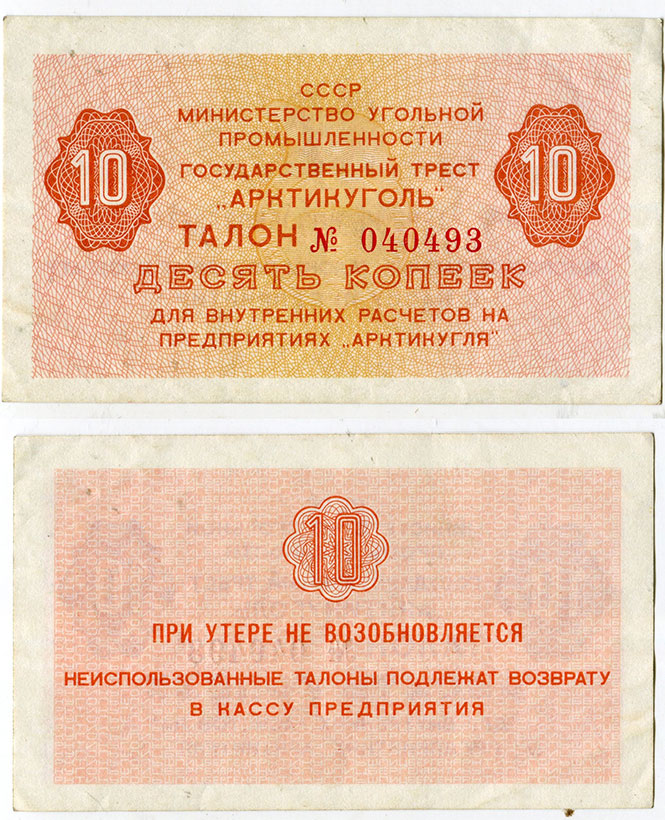 СССР
МИНИСТЕРСТВО УГОЛЬНОЙ
ПРОМЫШЛЕННОСТИ
ГОСУДАРСТВЕННЫЙ ТРЕСТ
„АРКТИКУГОЛЬ"
10
10
ТАЛОН № 040493
ДЕСЯТЬ КОПЕЕК
ДЛЯ ВНУТРЕННИХ РАСЧЕТОВ НА
ПРЕДПРИЯТИЯХ „АРКТИКУГЛЯ"
10
ПРИ УТЕРЕ НЕ ВОЗОБНОВЛЯЕТСЯ
НЕИСПОЛЬЗОВАННЫЕ ТАЛОНЫ ПОДЛЕЖАТ ВОЗВРАТУ
В КАССУ ПРЕДПРИЯТИЯ